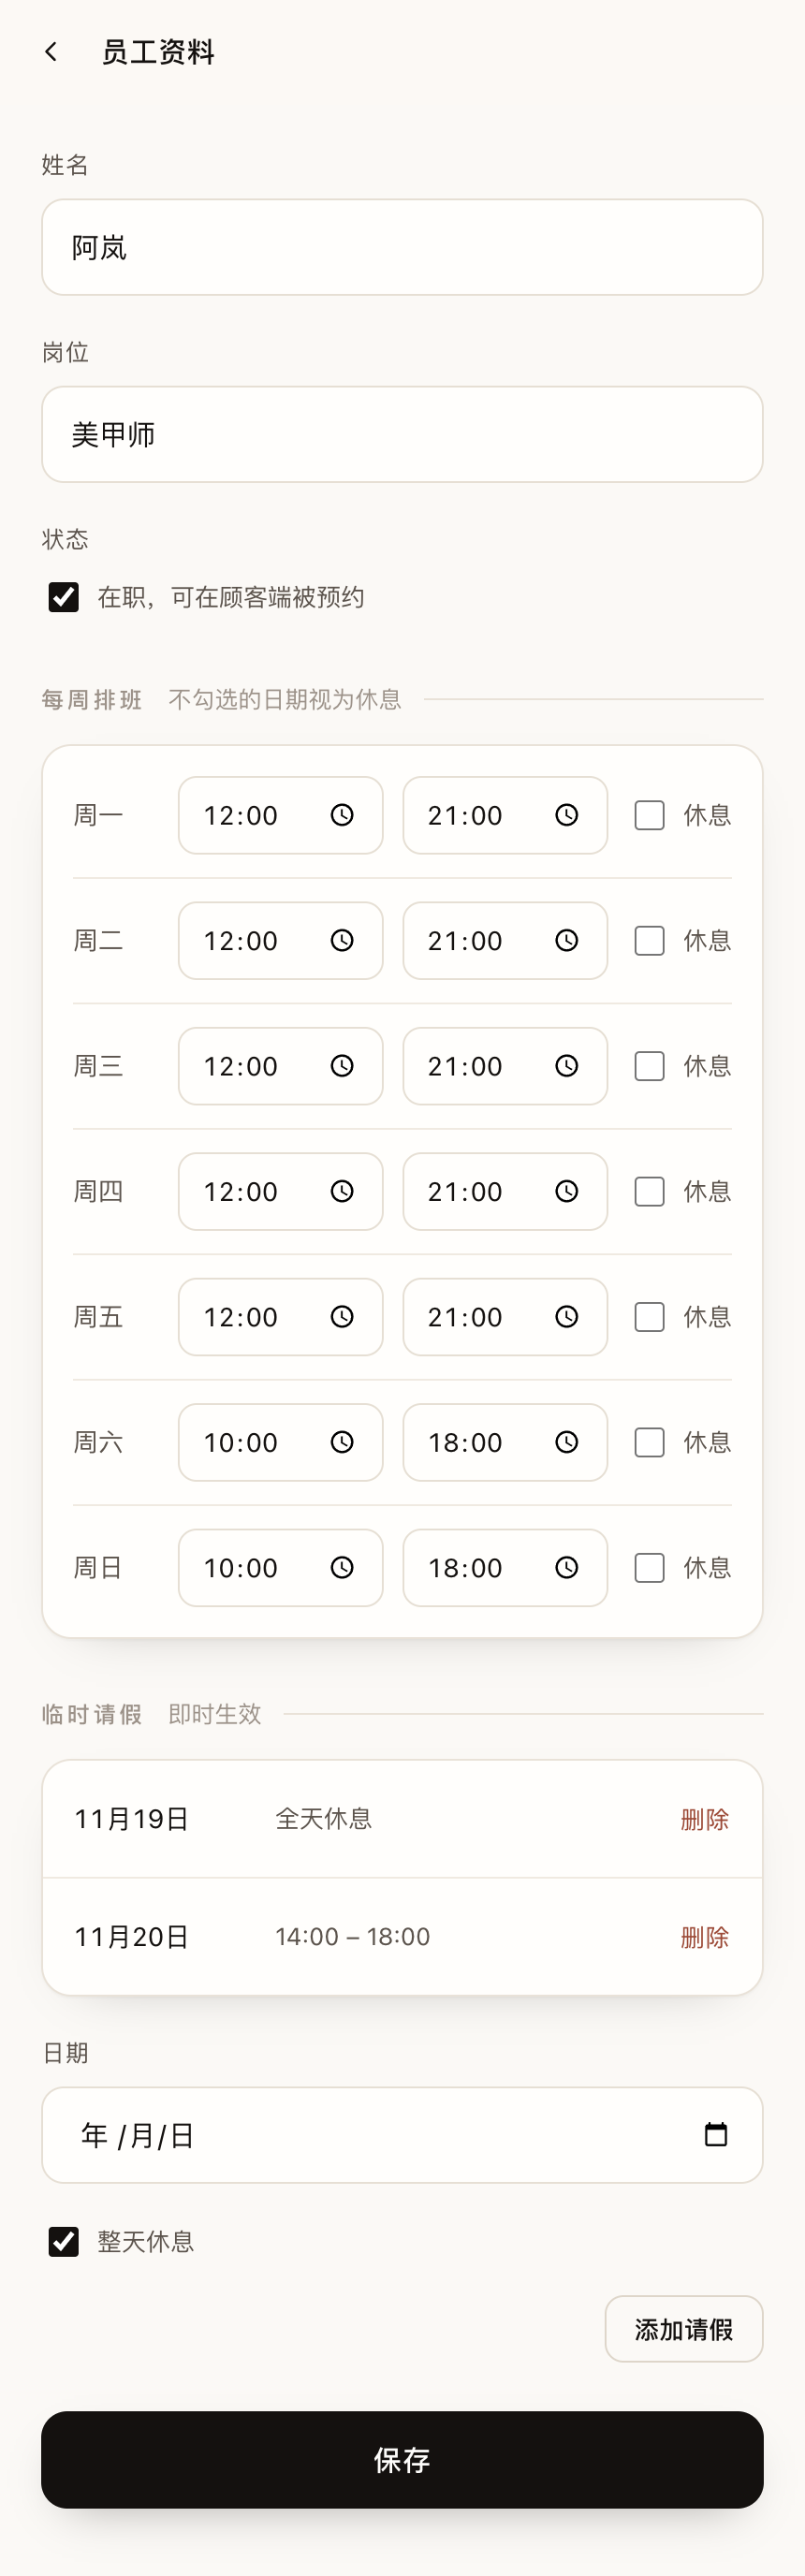 员工资料
姓名
阿岚
岗位
美甲师
状态
在职，可在顾客端被预约
每周排班 不勾选的日期视为休息
周一 12:00 21:00 休息
周二 12:00 21:00 休息
周三 12:00 21:00 休息
周四 12:00 21:00 休息
周五 12:00 21:00 休息
周六 10:00 18:00 休息
周日 10:00 18:00 休息
临时请假 即时生效
11月19日 全天休息 删除
11月20日 14:00 – 18:00 删除
日期
年 /月/日
整天休息
添加请假
保存